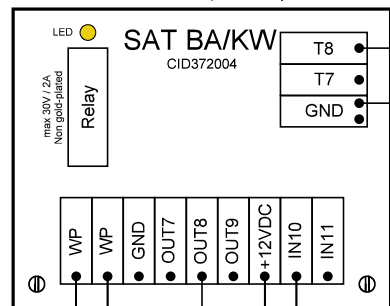 LED
SAT BA/KW
CID372004
max 30V / 2A
Non gold-plated
Relay
T8
T7
GND
WP
WP
GND
OUT7
OUT8
OUT9
+12VDC
IN10
IN11